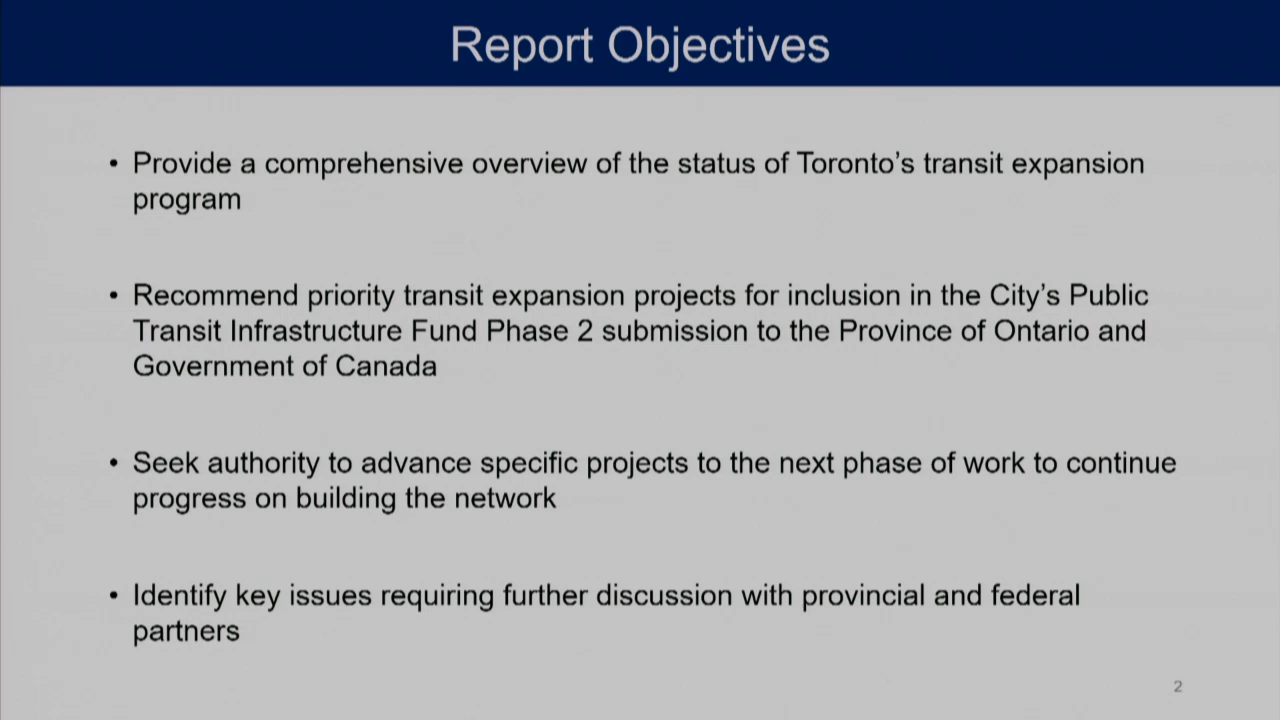 Report Objectives
• Provide a comprehensive overview of the status of Toronto’s transit expansion
program
• Recommend priority transit expansion projects for inclusion in the City’s Public
Transit Infrastructure Fund Phase 2 submission to the Province of Ontario and
Government of Canada
• Seek authority to advance specific projects to the next phase of work to continue
progress on building the network
• Identify key issues requiring further discussion with provincial and federal
partners
2